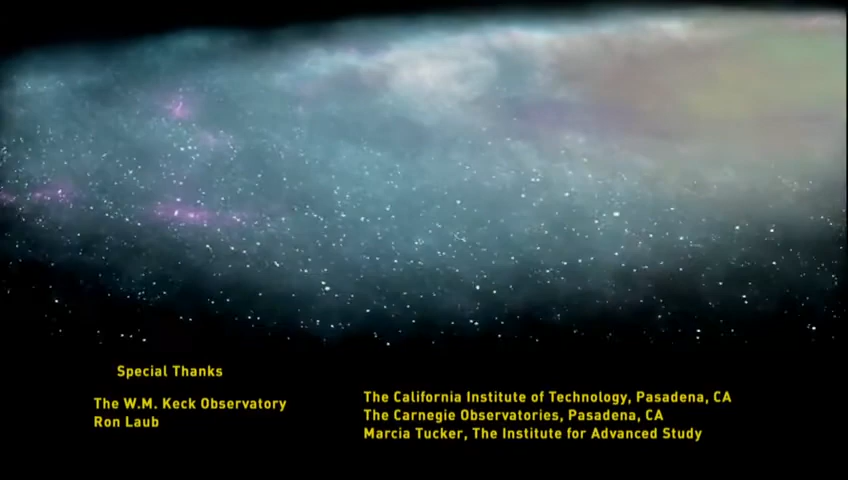 Special Thanks
The W.M. Keck Observatory
Ron Laub
The California Institute of Technology, Pasadena, CA
The Carnegie Observatories, Pasadena, CA
Marcia Tucker, The Institute for Advanced Study